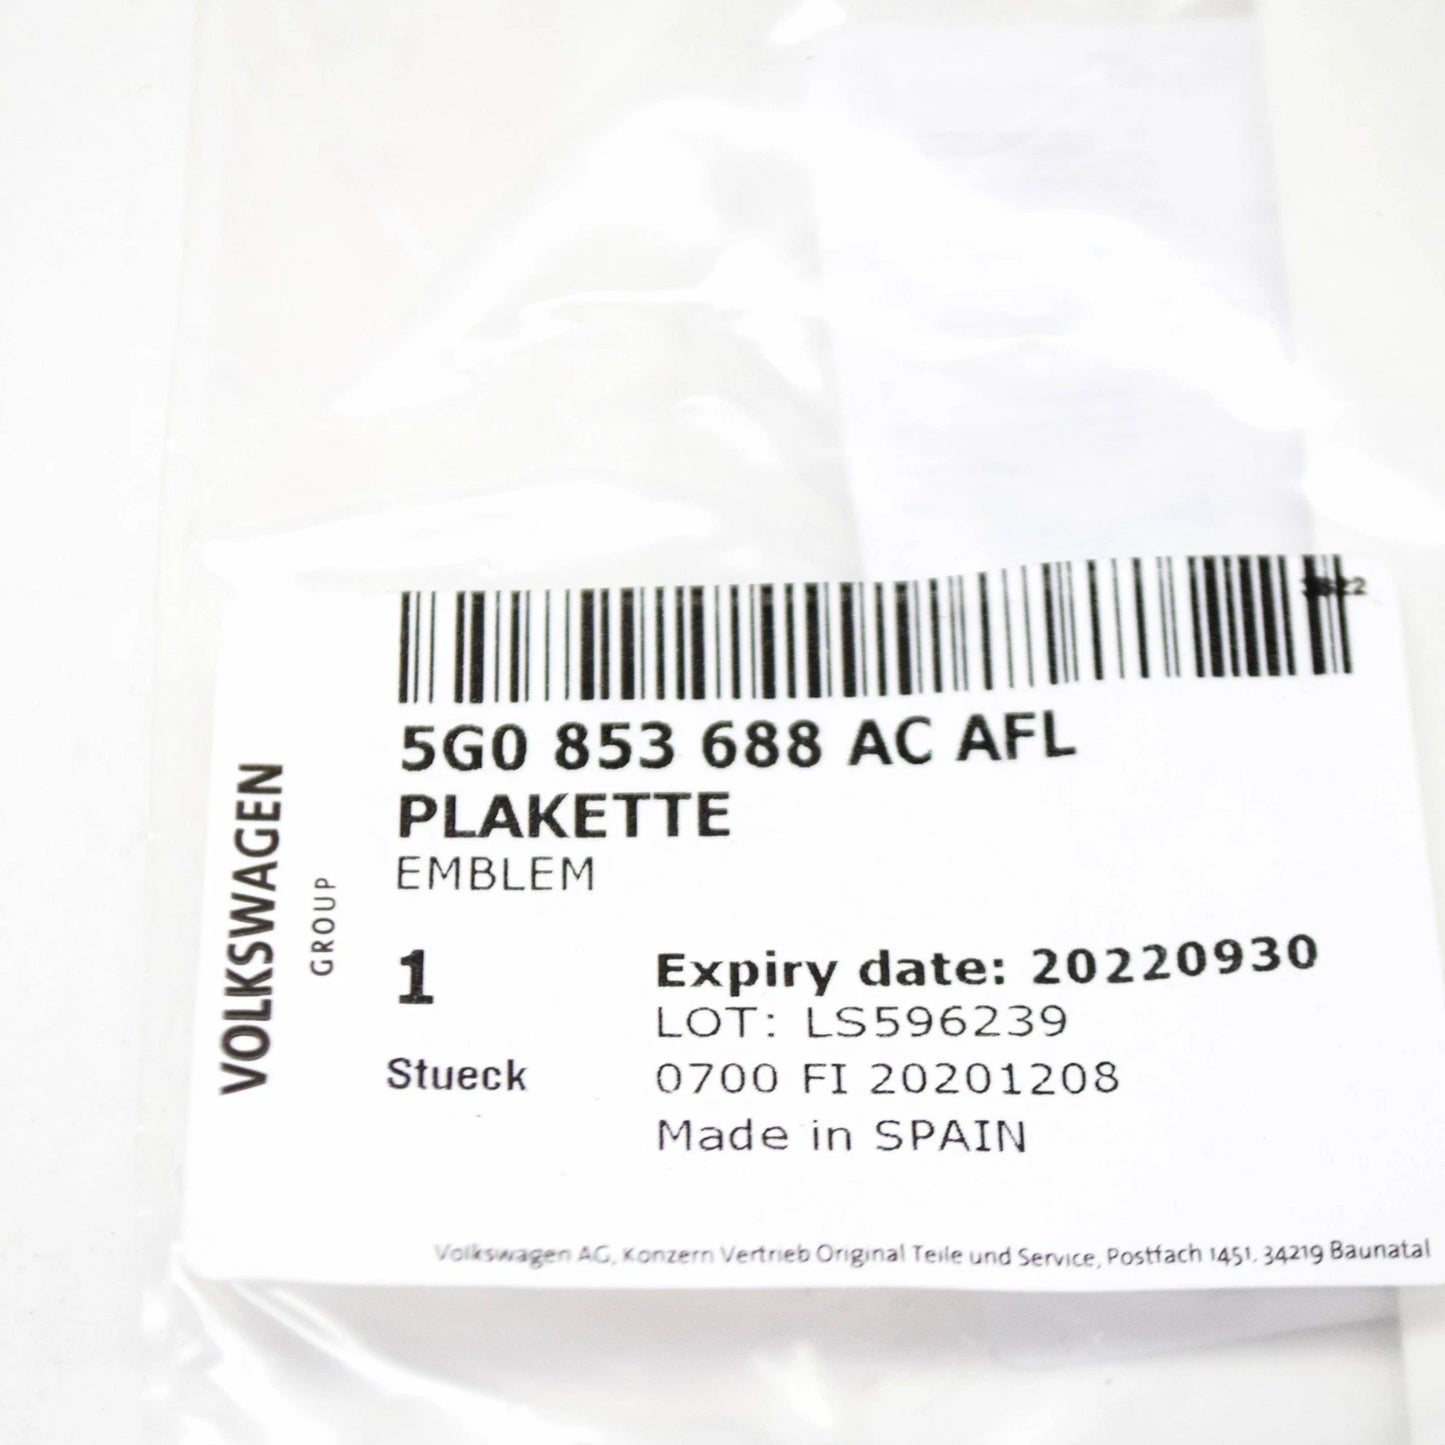 5G0 853 688 AC AFL
PLAKETTE
EMBLEM
VOLKSWAGEN
GROUP
1
Stueck
Expiry date: 20220930
LOT: LS596239
0700 FI 20201208
Made in SPAIN
Volkswagen AG, Konzern Vertrieb Original Teile und Service, Postfach 1451. 34219 Baunatal